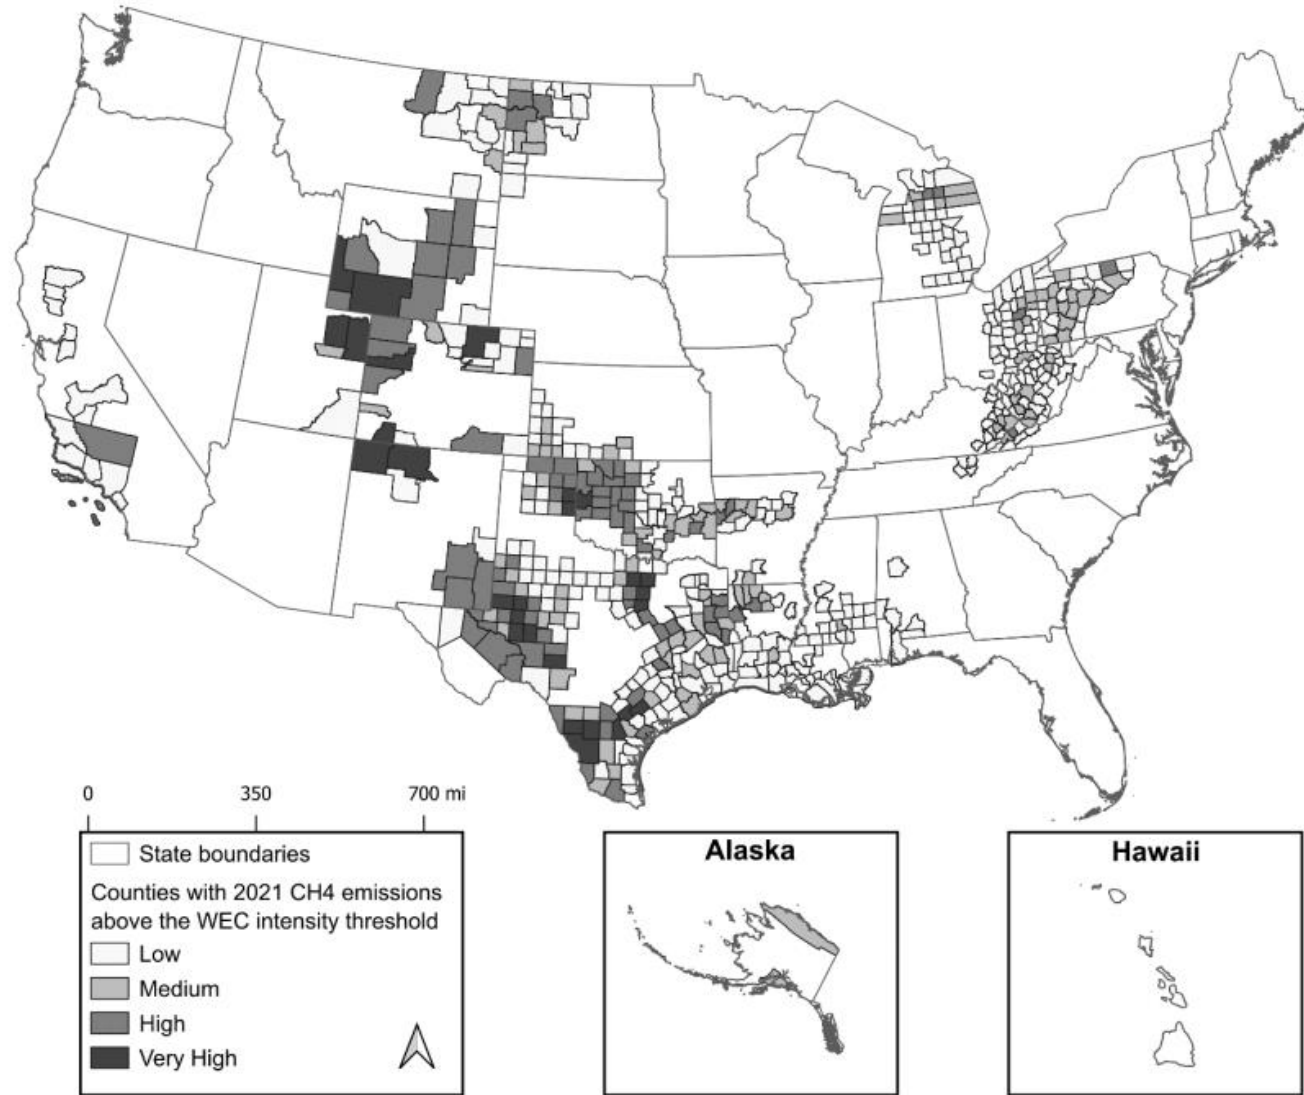 0 350 700 mi
State boundaries
Counties with 2021 CH4 emissions
above the WEC intensity threshold
Low
Medium
High
Very High
Alaska
Hawaii